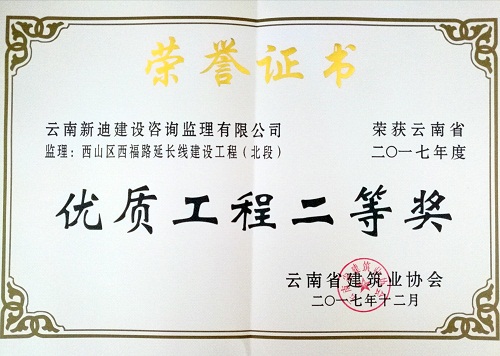 荣誉证书
云南新迪建设咨询监理有限公司
监理：西山区西福路延长线建设工程（北段）
荣获云南省
二〇一七年度
优质工程二等奖
云南省建筑业协会
二〇一七年十二月